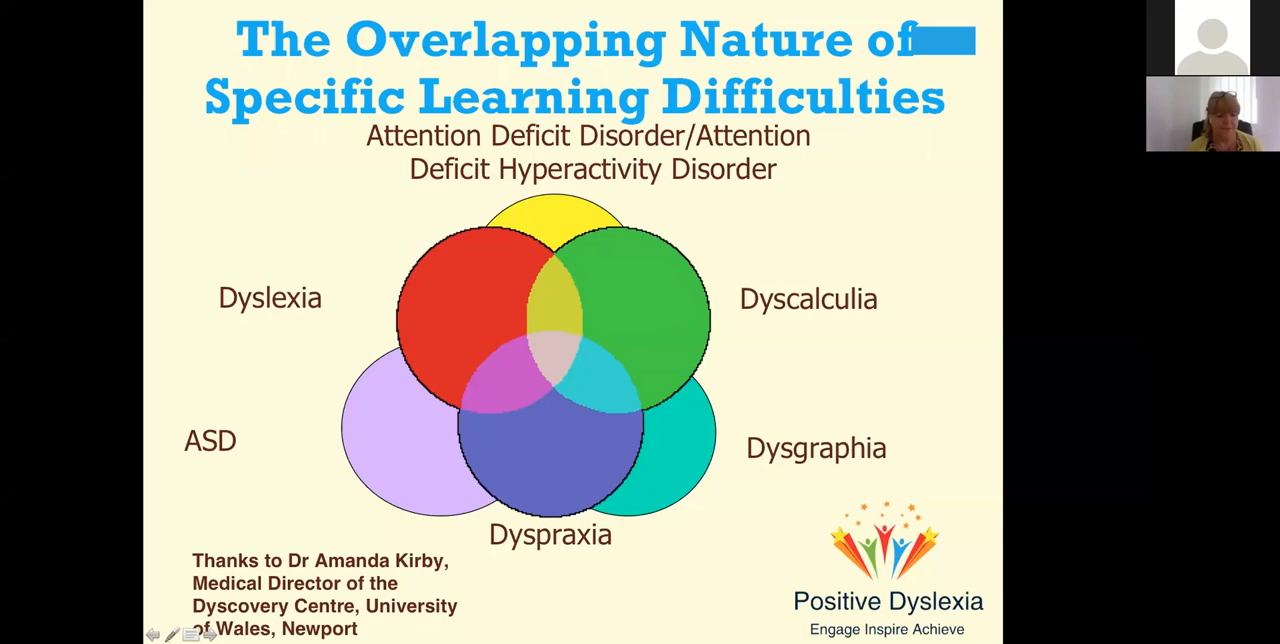 The Overlapping Nature of
Specific Learning Difficulties
Attention Deficit Disorder/Attention
Deficit Hyperactivity Disorder
Dyslexia
Dyscalculia
ASD
Dysgraphia
Dyspraxia
Thanks to Dr Amanda Kirby,
Medical Director of the
Dyscovery Centre, University
of Wales, Newport
Positive Dyslexia
Engage Inspire Achieve